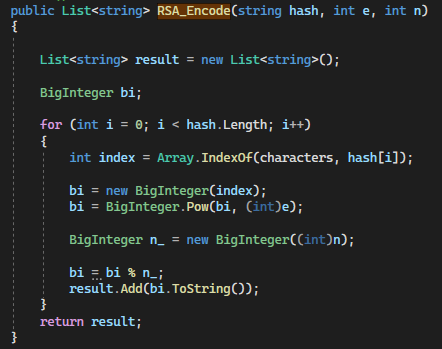 public List<string> RSA_Encode(string hash, int e, int n)
{
List<string> result = new List<string>();
BigInteger bi;
for (int i = 0; i < hash.Length; i++)
{
int index = Array.IndexOf(characters, hash[i]);
bi = new BigInteger(index);
bi = BigInteger.Pow(bi, (int)e);
BigInteger n_ = new BigInteger((int)n);
bi = bi % n_;
result.Add(bi.ToString());
}
return result;
}